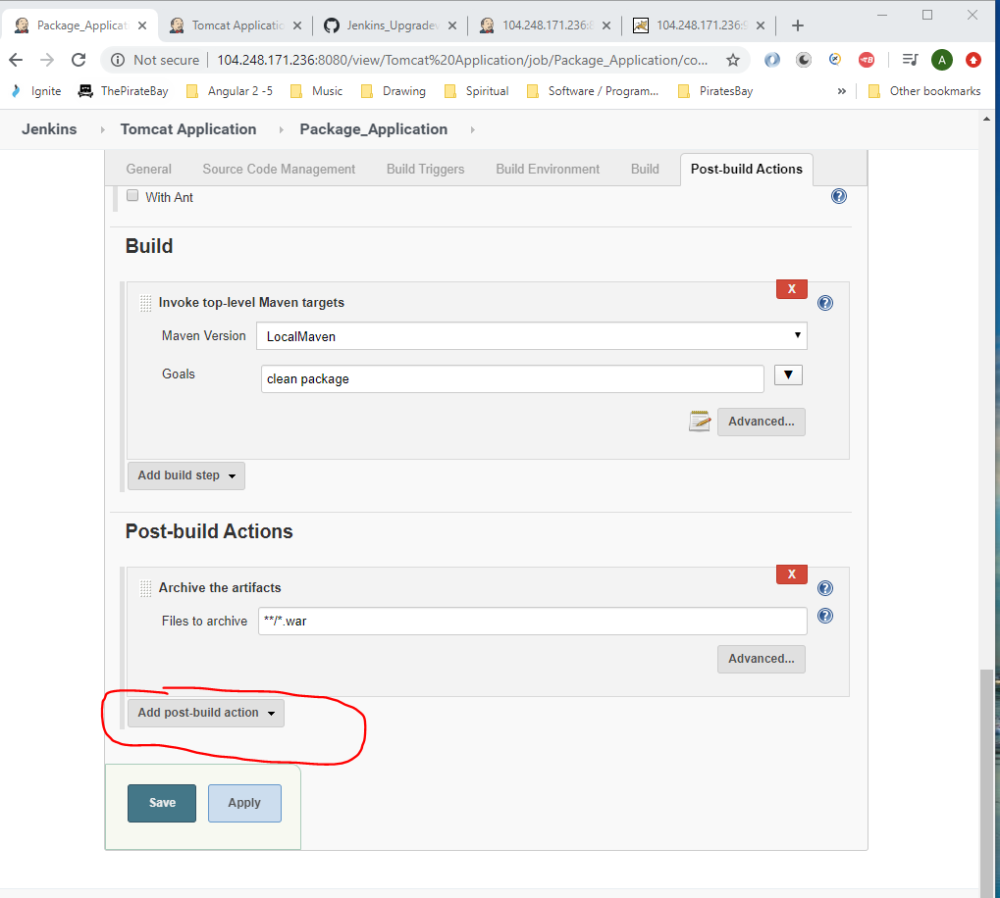 Package_Applicati
Tomcat Applicatio
Jenkins_Upgradev
104.248.171.236:8
104.248.171.236:9
Not secure
104.248.171.236:8080/view/Tomcat%20Application/job/Package_Application/co...
A
Ignite
ThePirateBay
Angular 2 -5
Music
Drawing
Spiritual
Software / Program...
PiratesBay
»
Other bookmarks
Jenkins
Tomcat Application
Package_Application
General
Source Code Management
Build Triggers
Build Environment
Build
Post-build Actions
With Ant
?
Build
X
Invoke top-level Maven targets
?
Maven Version
LocalMaven
Goals
clean package
Advanced...
Add build step
Post-build Actions
X
Archive the artifacts
?
Files to archive
**/*.war
?
Advanced...
Add post-build action
Save
Apply